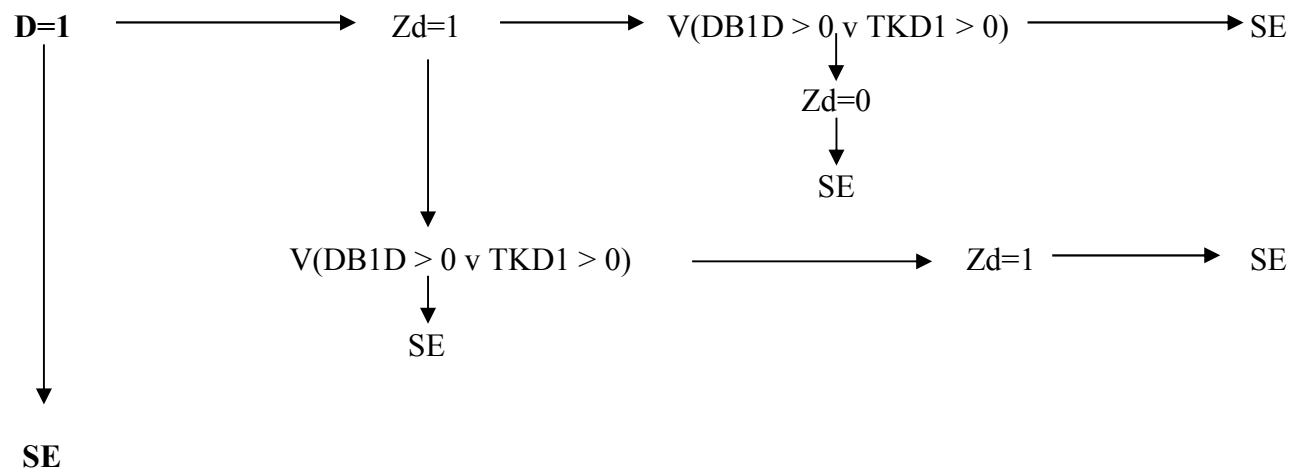 D=1 Zd=1 V(DB1D > 0 v TKD1 > 0) SE
Zd=0
SE
V(DB1D > 0 v TKD1 > 0) Zd=1 SE
SE
SE